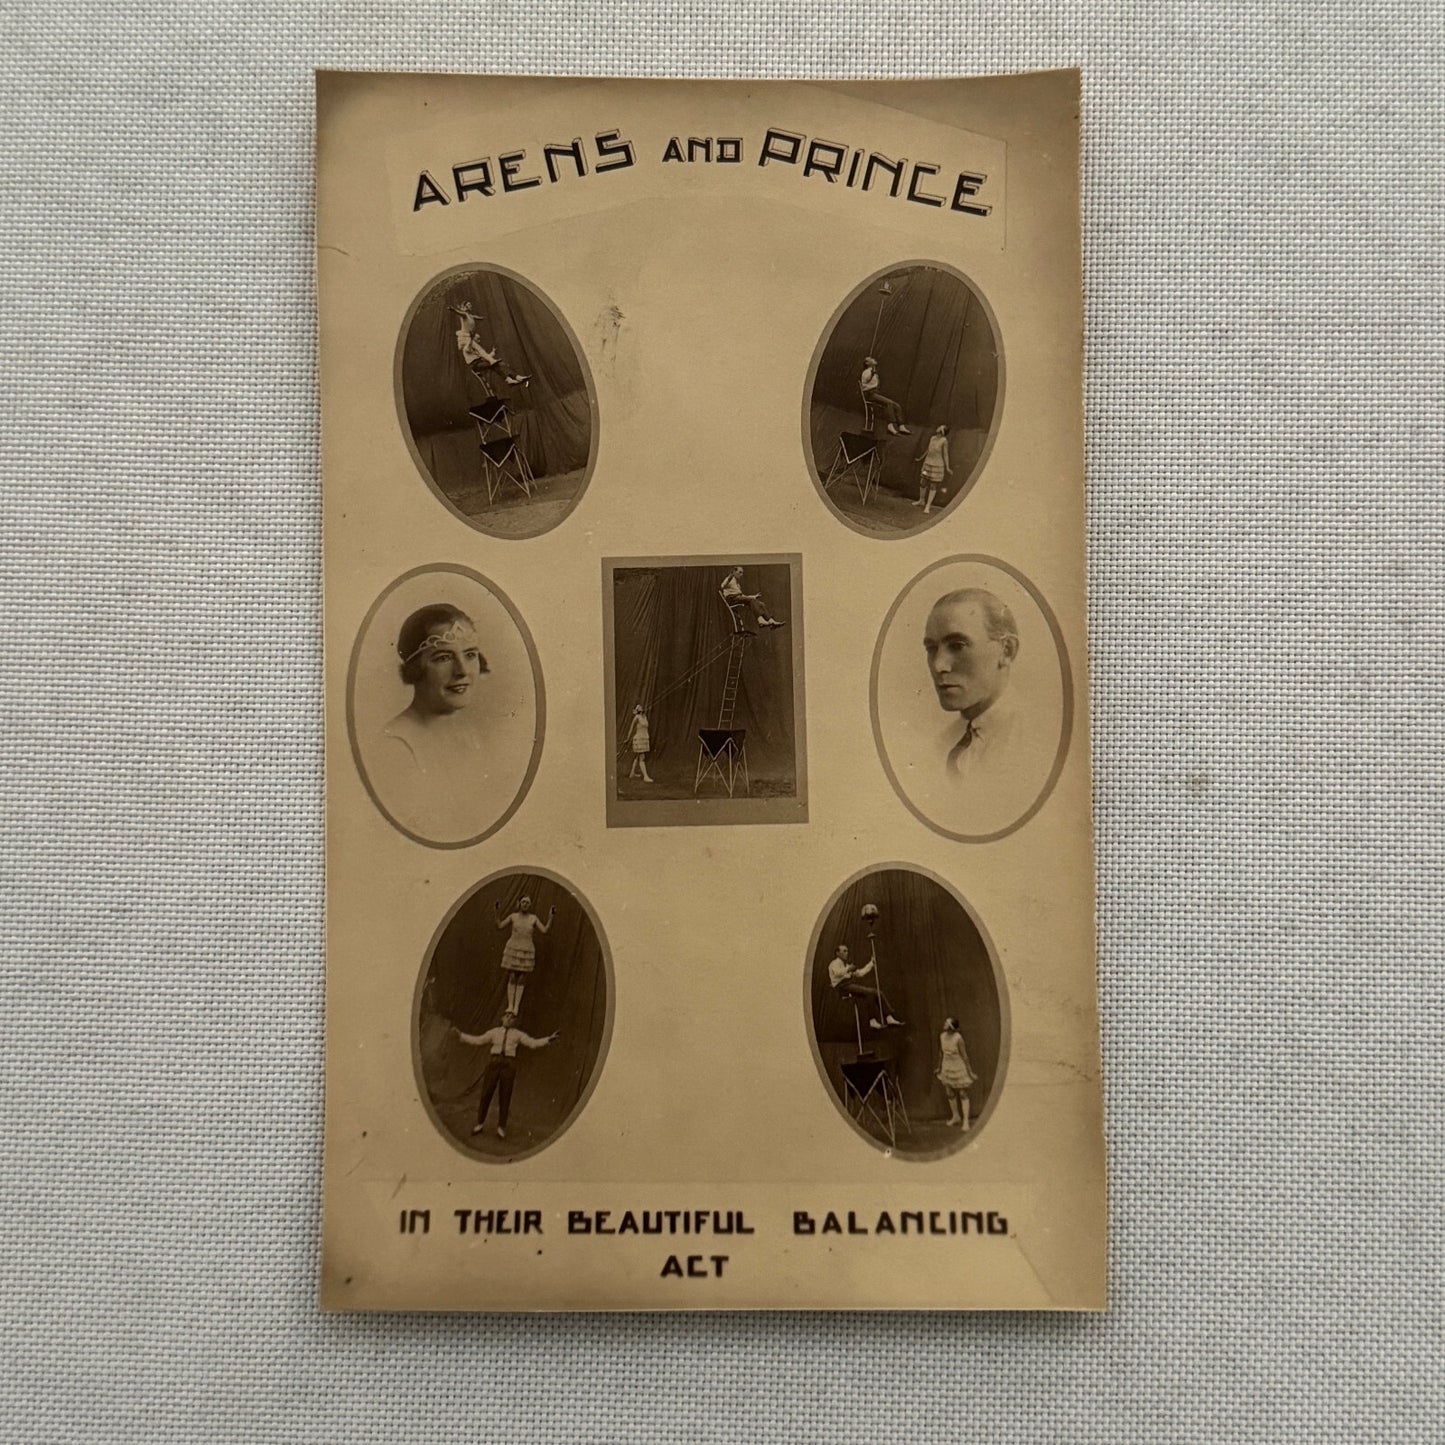 ARENS AND PRINCE
IN THEIR BEAUTIFUL BALANCING
ACT